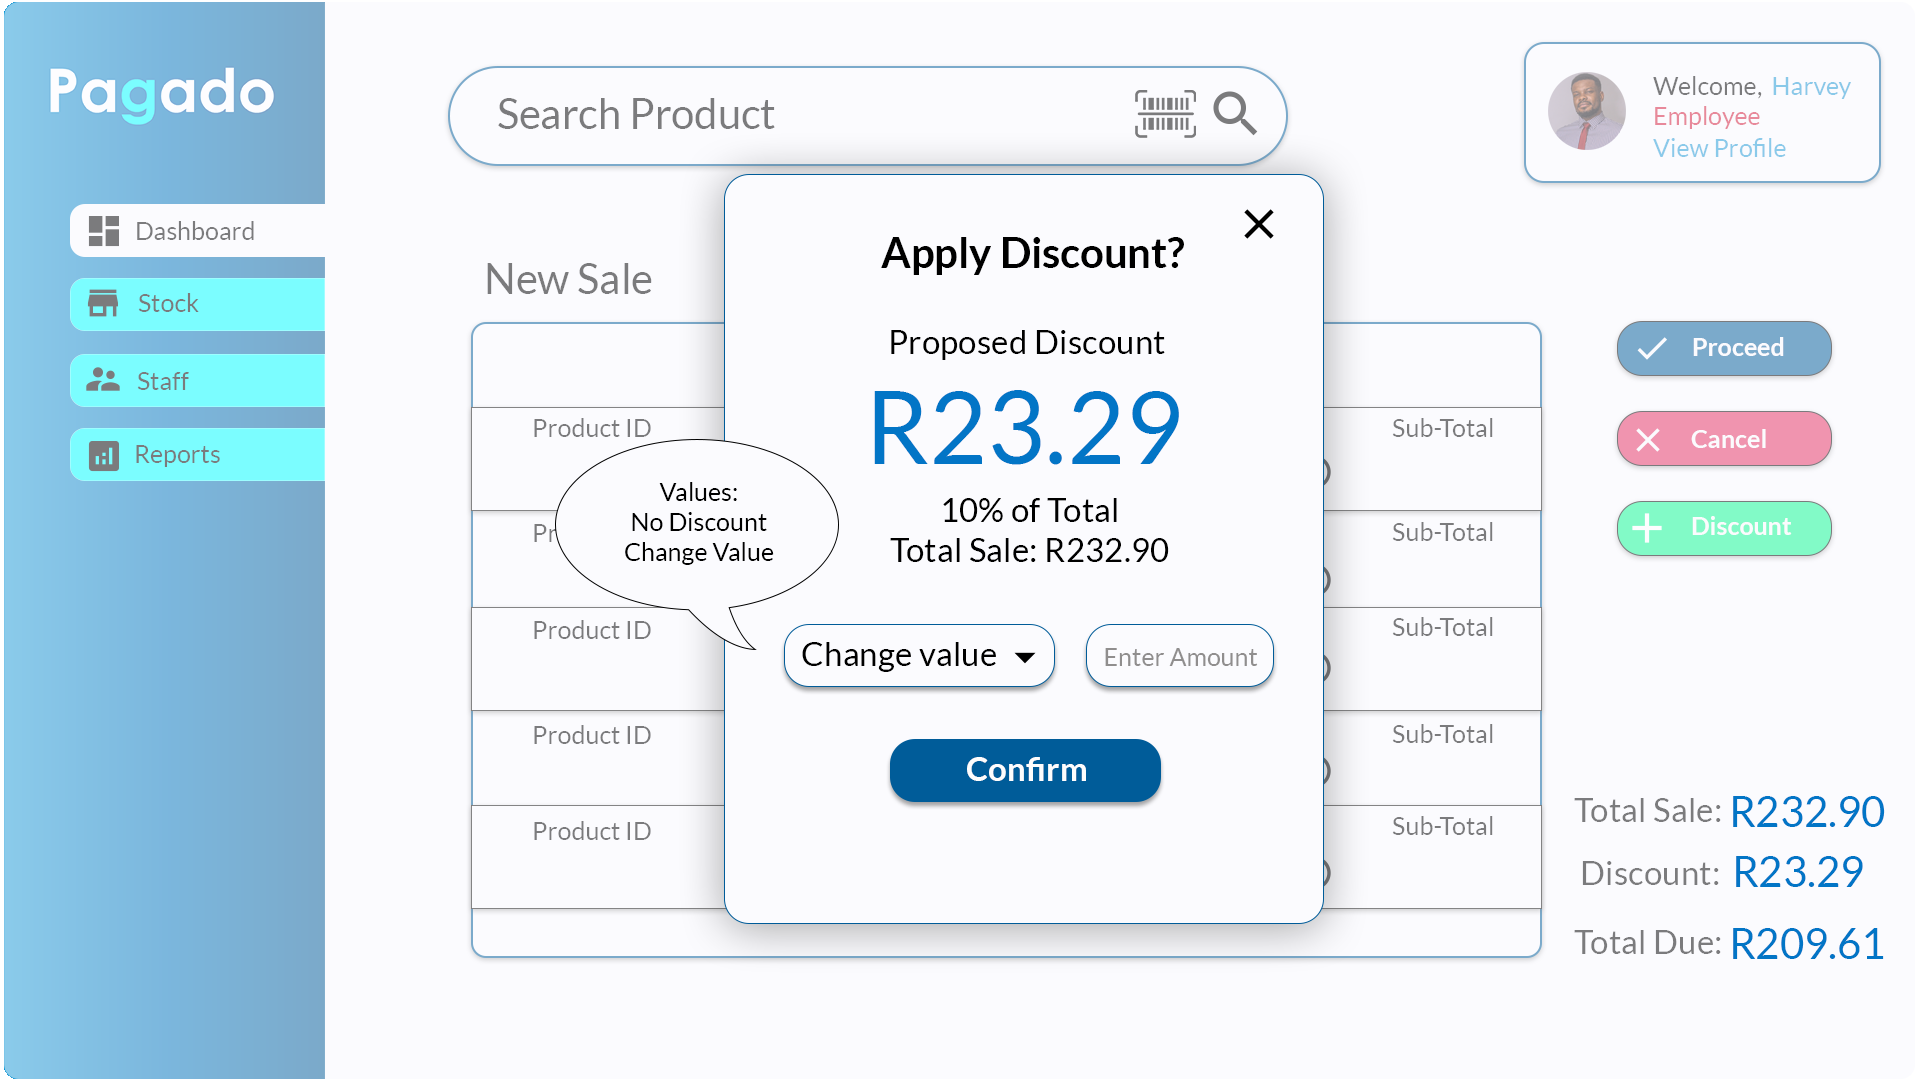 Pagado
Dashboard
Stock
Staff
Reports
Search Product
Welcome, Harvey
Employee
View Profile
New Sale
Product ID
Sub-Total
Pr
Sub-Total
Product ID
Sub-Total
Product ID
Sub-Total
Product ID
Sub-Total
Apply Discount?
Proposed Discount
R23.29
10% of Total
Total Sale: R232.90
Values:
No Discount
Change Value
Change value
Enter Amount
Confirm
Proceed
Cancel
Discount
Total Sale: R232.90
Discount: R23.29
Total Due: R209.61